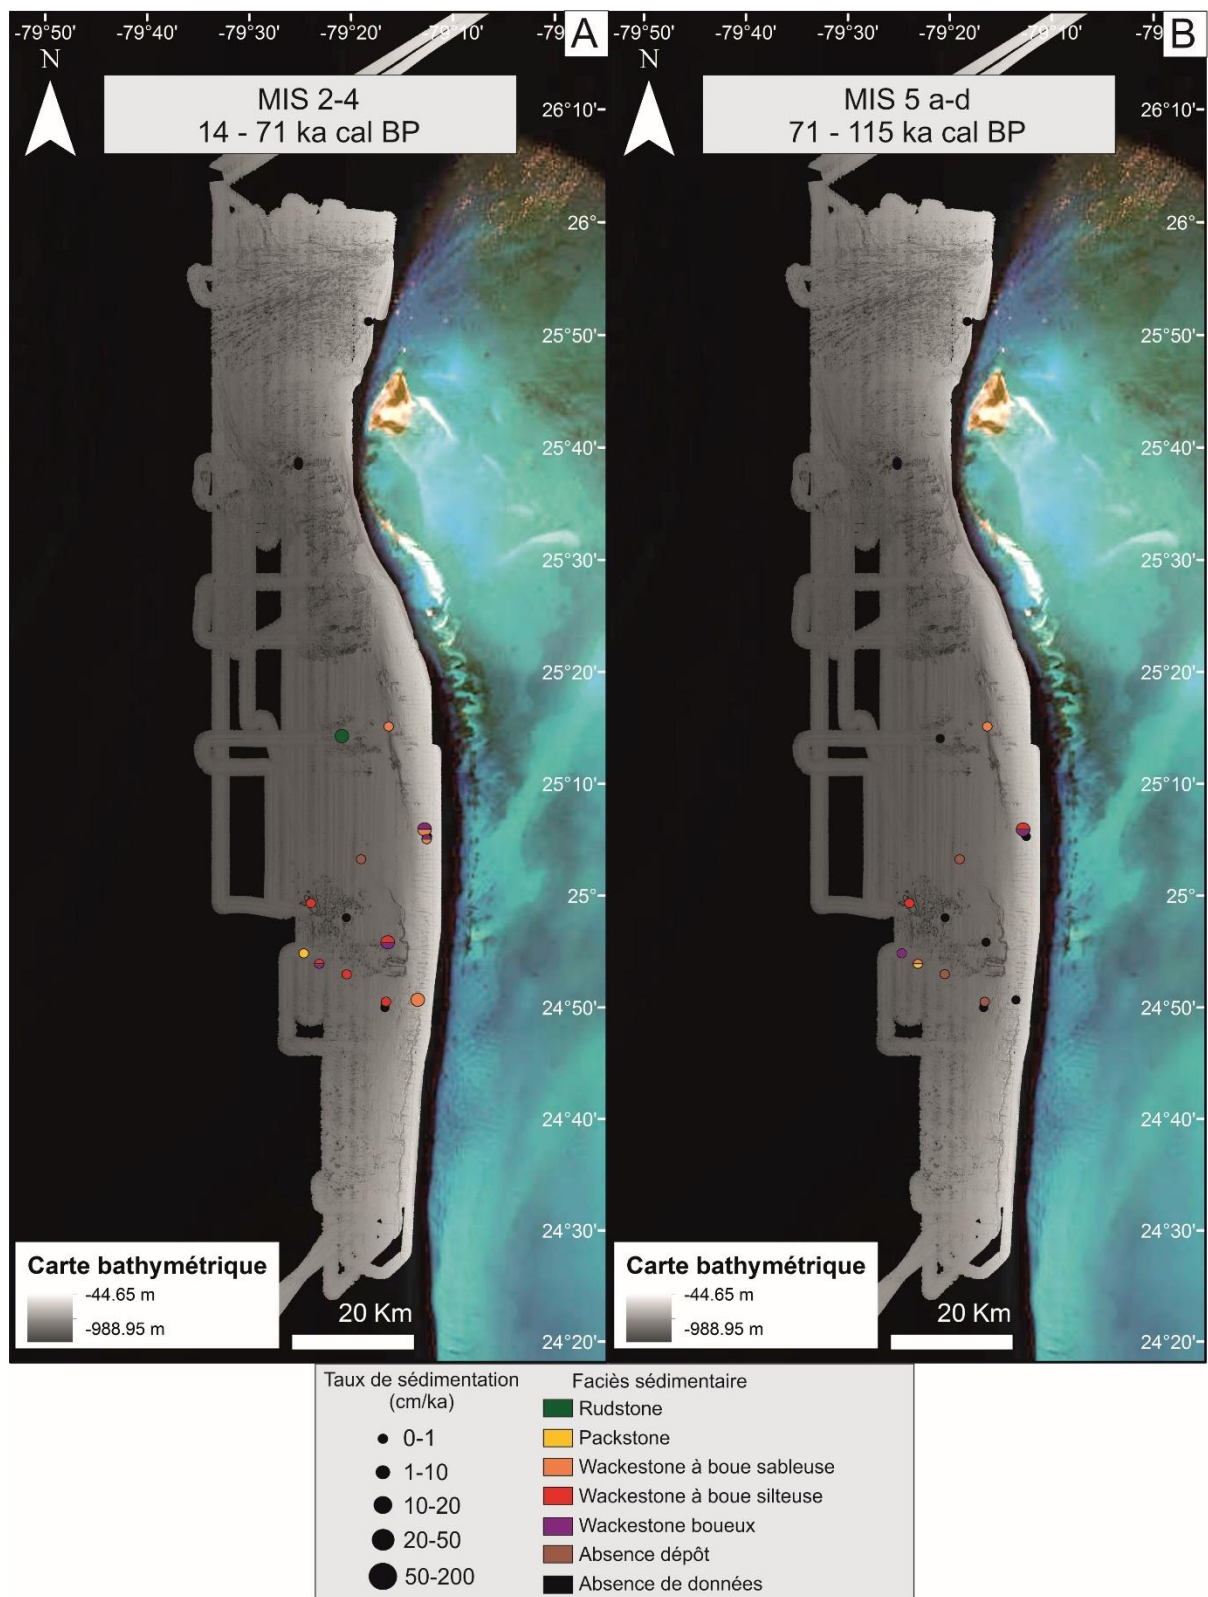 -79°50' -79°40' -79°30' -79°20' -79°10'
A
N
MIS 2-4
14 - 71 ka cal BP
-79°50' -79°40' -79°30' -79°20' -79°10'
B
N
MIS 5 a-d
71 - 115 ka cal BP
26°10'
26°
25°50'
25°40'
25°30'
25°20'
25°10'
25°
24°50'
24°40'
24°30'
24°20'
Carte bathymétrique
-44.65 m
-988.95 m
20 Km
26°10'
26°
25°50'
25°40'
25°30'
25°20'
25°10'
25°
24°50'
24°40'
24°30'
24°20'
Carte bathymétrique
-44.65 m
-988.95 m
20 Km
Taux de sédimentation
(cm/ka)
0-1
1-10
10-20
20-50
50-200
Faciès sédimentaire
Rudstone
Packstone
Wackestone à boue sableuse
Wackestone à boue silteuse
Wackestone boueux
Absence dépôt
Absence de données